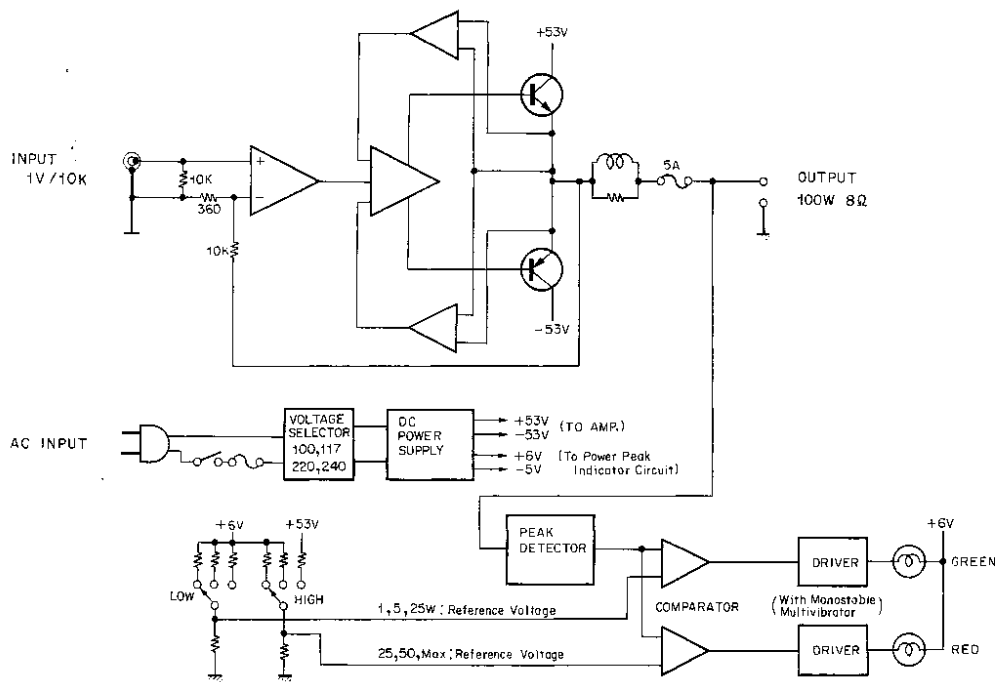 +53V
INPUT
1V/10K
+
10K
−
360
10K
5A
OUTPUT
100W 8Ω
-53V
AC INPUT
VOLTAGE
SELECTOR
100,117
220,240
DC
POWER
SUPPLY
+53V
-53V
(TO AMP.)
+6V
-5V
(To Power Peak
Indicator Circuit)
+6V
+53V
LOW
HIGH
PEAK
DETECTOR
1,5,25W; Reference Voltage
25,50,Max; Reference Voltage
COMPARATOR
DRIVER
(With Monostable
Multivibrator)
DRIVER
+6V
GREEN
RED